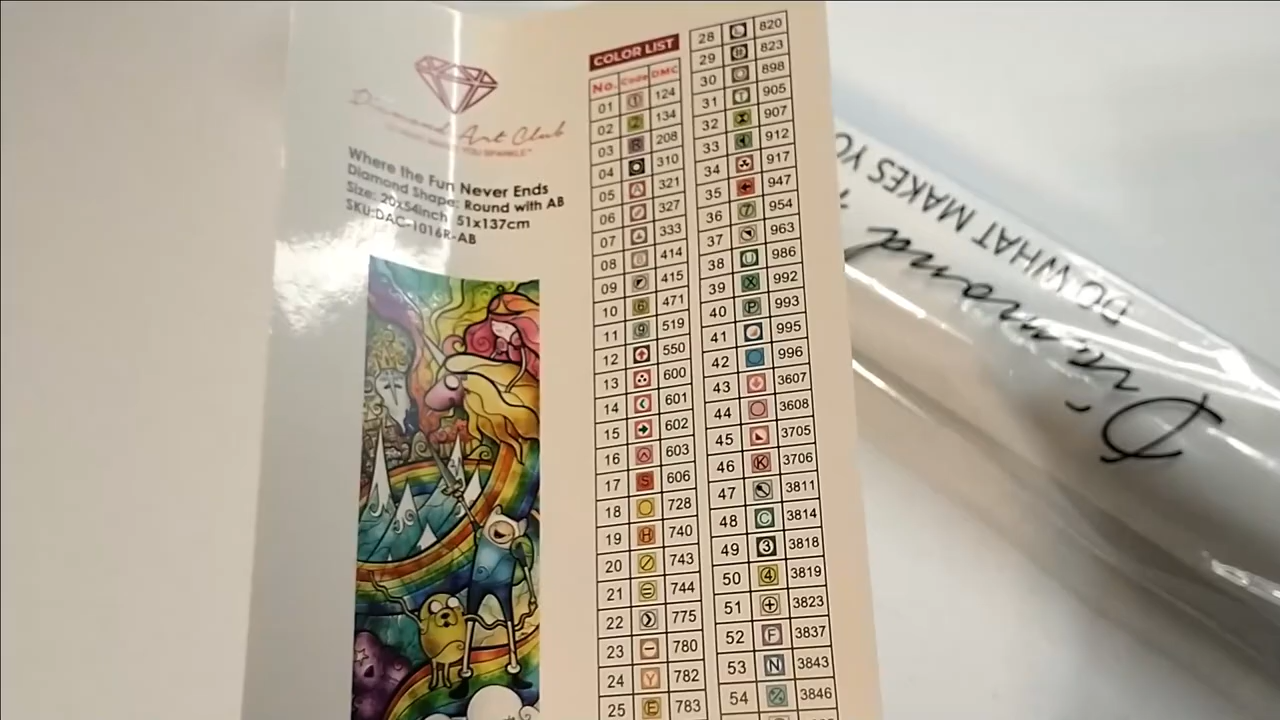 Diamond Art Club
Where the Fun Never Ends
Diamond Shape: Round with AB
Size: 20x54inch 51x137cm
SKU:DAC-1016R-AB
COLOR LIST
No. Code DMC
01 1 124
02 2 134
03 R 208
04 310
05 A 321
06 327
07 333
08 8 414
09 415
10 6 471
11 9 519
12 550
13 600
14 601
15 602
16 603
17 S 606
18 728
19 H 740
20 743
21 744
22 775
23 780
24 Y 782
25 E 783
28 L 820
29 823
30 898
31 T 905
32 907
33 912
34 917
35 947
36 7 954
37 963
38 U 986
39 X 992
40 P 993
41 995
42 996
43 3607
44 3608
45 3705
46 K 3706
47 3811
48 C 3814
49 3 3818
50 4 3819
51 + 3823
52 F 3837
53 N 3843
54 3846
DO WHAT MAKES YO
Diamond